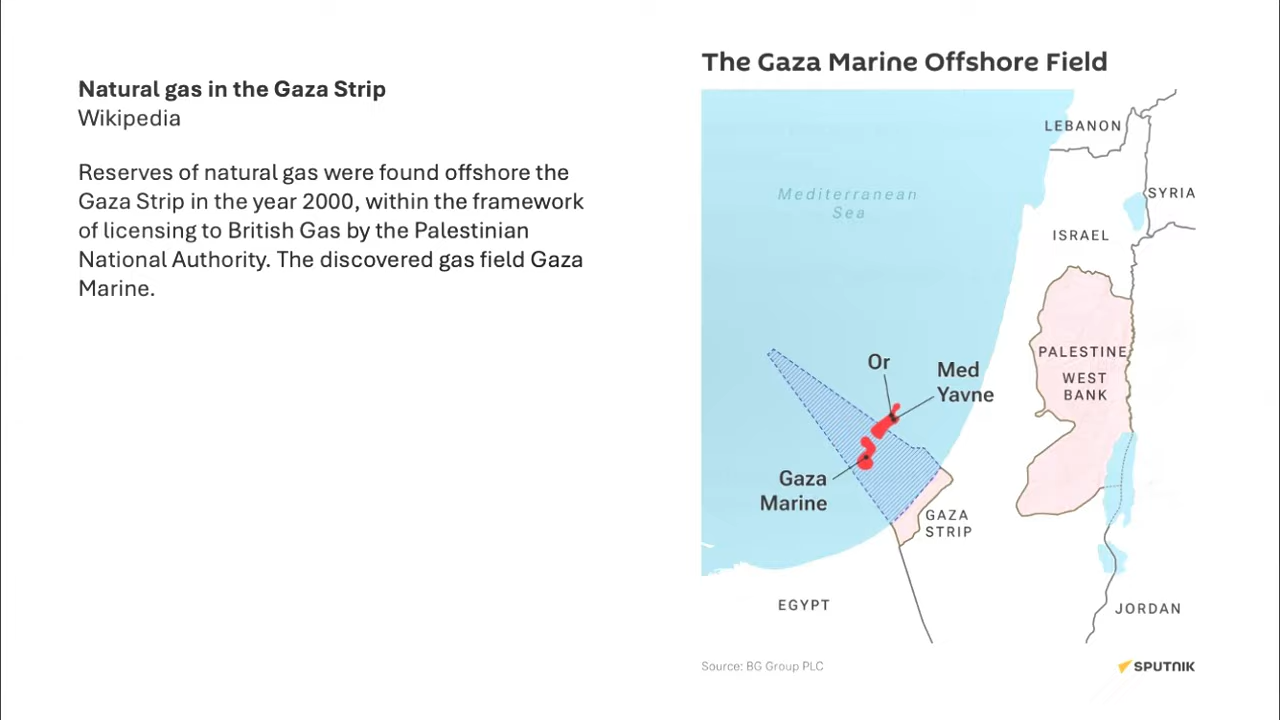 Natural gas in the Gaza Strip
Wikipedia
Reserves of natural gas were found offshore the
Gaza Strip in the year 2000, within the framework
of licensing to British Gas by the Palestinian
National Authority. The discovered gas field Gaza
Marine.
The Gaza Marine Offshore Field
LEBANON
Mediterranean
Sea
SYRIA
ISRAEL
PALESTINE
WEST
BANK
Or
Med
Yavne
Gaza
Marine
GAZA
STRIP
EGYPT
JORDAN
Source: BG Group PLC
SPUTNIK